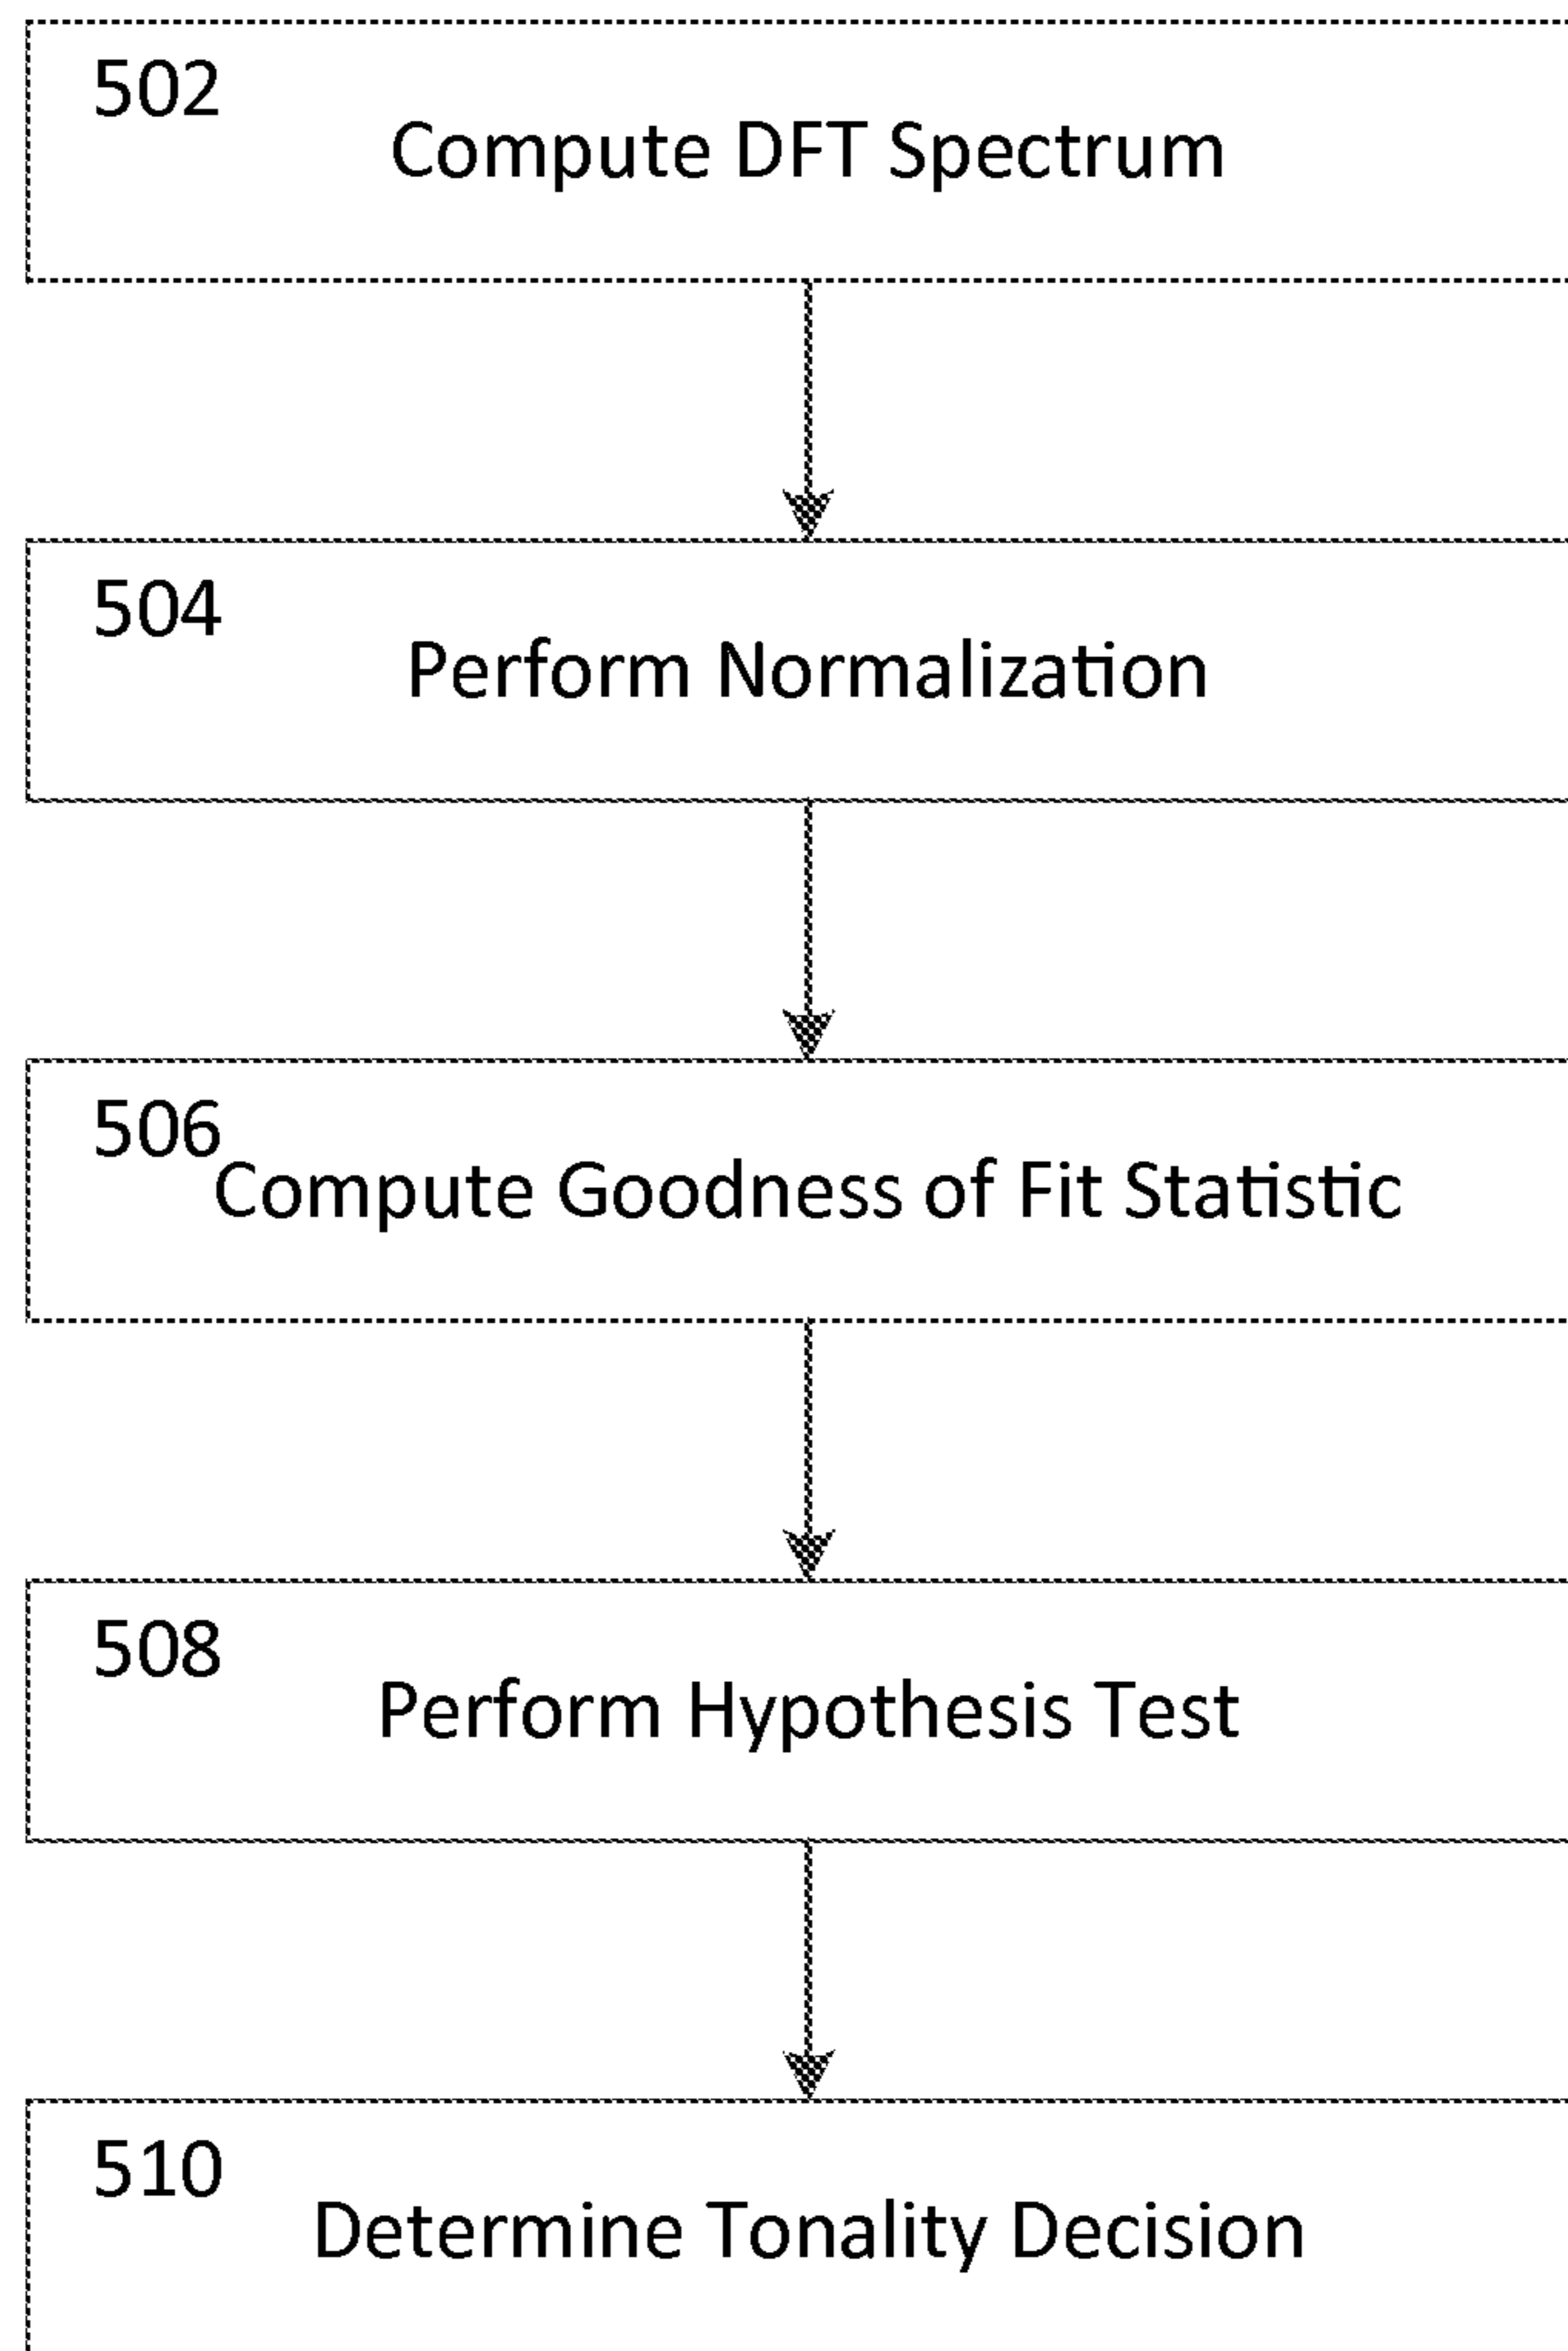 502
Compute DFT Spectrum
504
Perform Normalization
506
Compute Goodness of Fit Statistic
508
Perform Hypothesis Test
510
Determine Tonality Decision